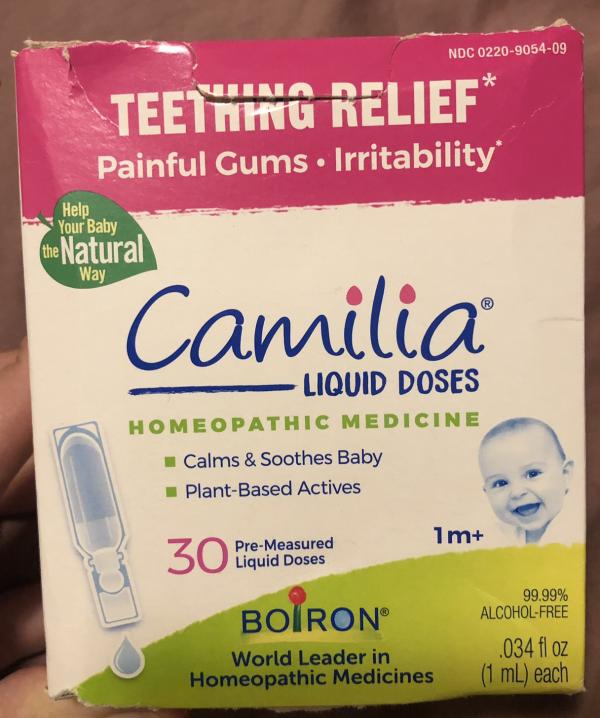 NDC 0220-9054-09
TEETHING RELIEF*
Painful Gums • Irritability*
Help
Your Baby
the Natural
Way
Camilia®
LIQUID DOSES
HOMEOPATHIC MEDICINE
■ Calms & Soothes Baby
■ Plant-Based Actives
30 Pre-Measured
Liquid Doses
1m+
BOIRON®
World Leader in
Homeopathic Medicines
99.99%
ALCOHOL-FREE
.034 fl oz
(1 mL) each